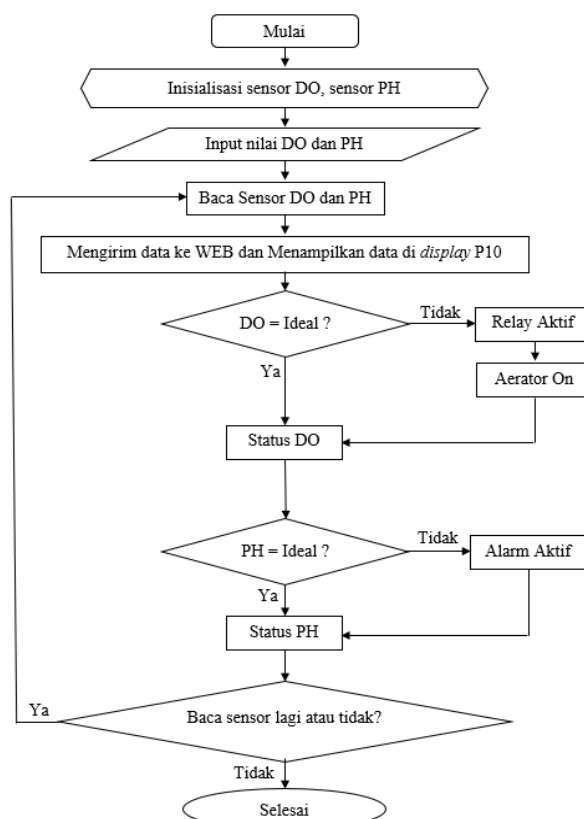 Mulai
Inisialisasi sensor DO, sensor PH
Input nilai DO dan PH
Baca Sensor DO dan PH
Mengirim data ke WEB dan Menampilkan data di display P10
DO = Ideal ?
Tidak
Relay Aktif
Ya
Aerator On
Status DO
PH = Ideal ?
Tidak
Alarm Aktif
Ya
Status PH
Ya
Baca sensor lagi atau tidak?
Tidak
Selesai